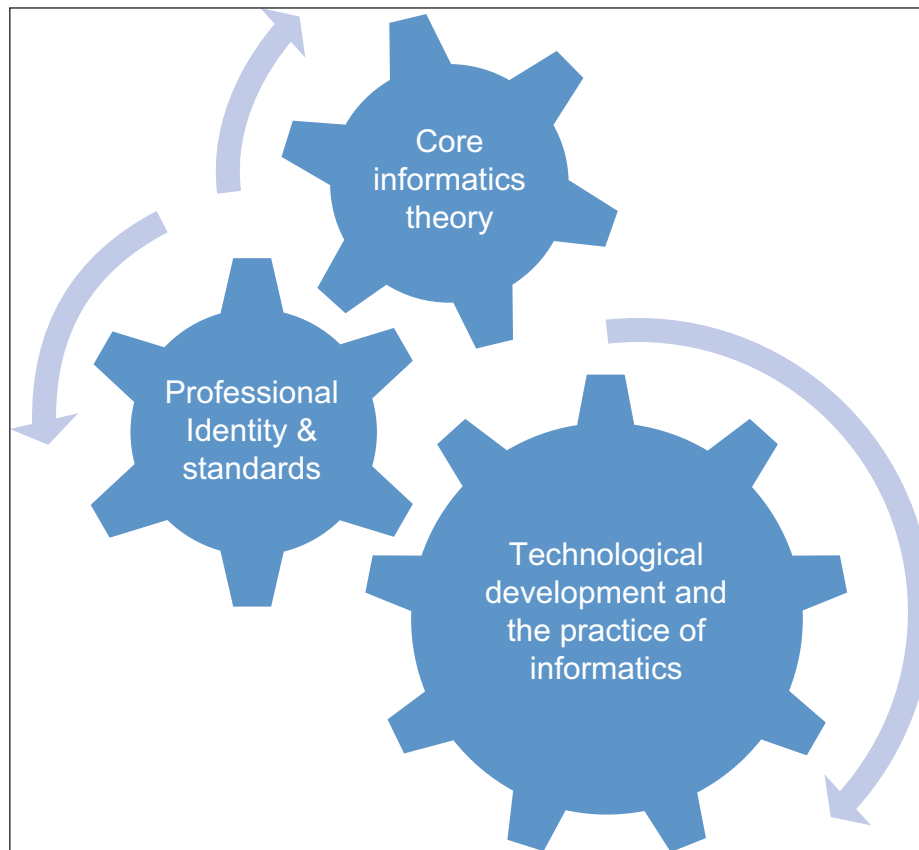 Core
informatics
theory
Professional
Identity &
standards
Technological
development and
the practice of
informatics